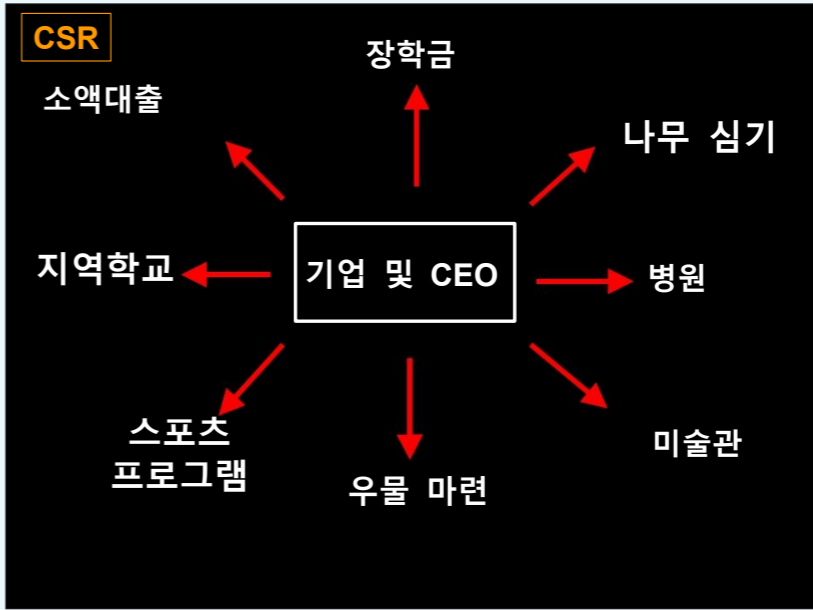 CSR
장학금
소액대출
나무 심기
지역학교
기업 및 CEO
병원
스포츠
프로그램
미술관
우물 마련